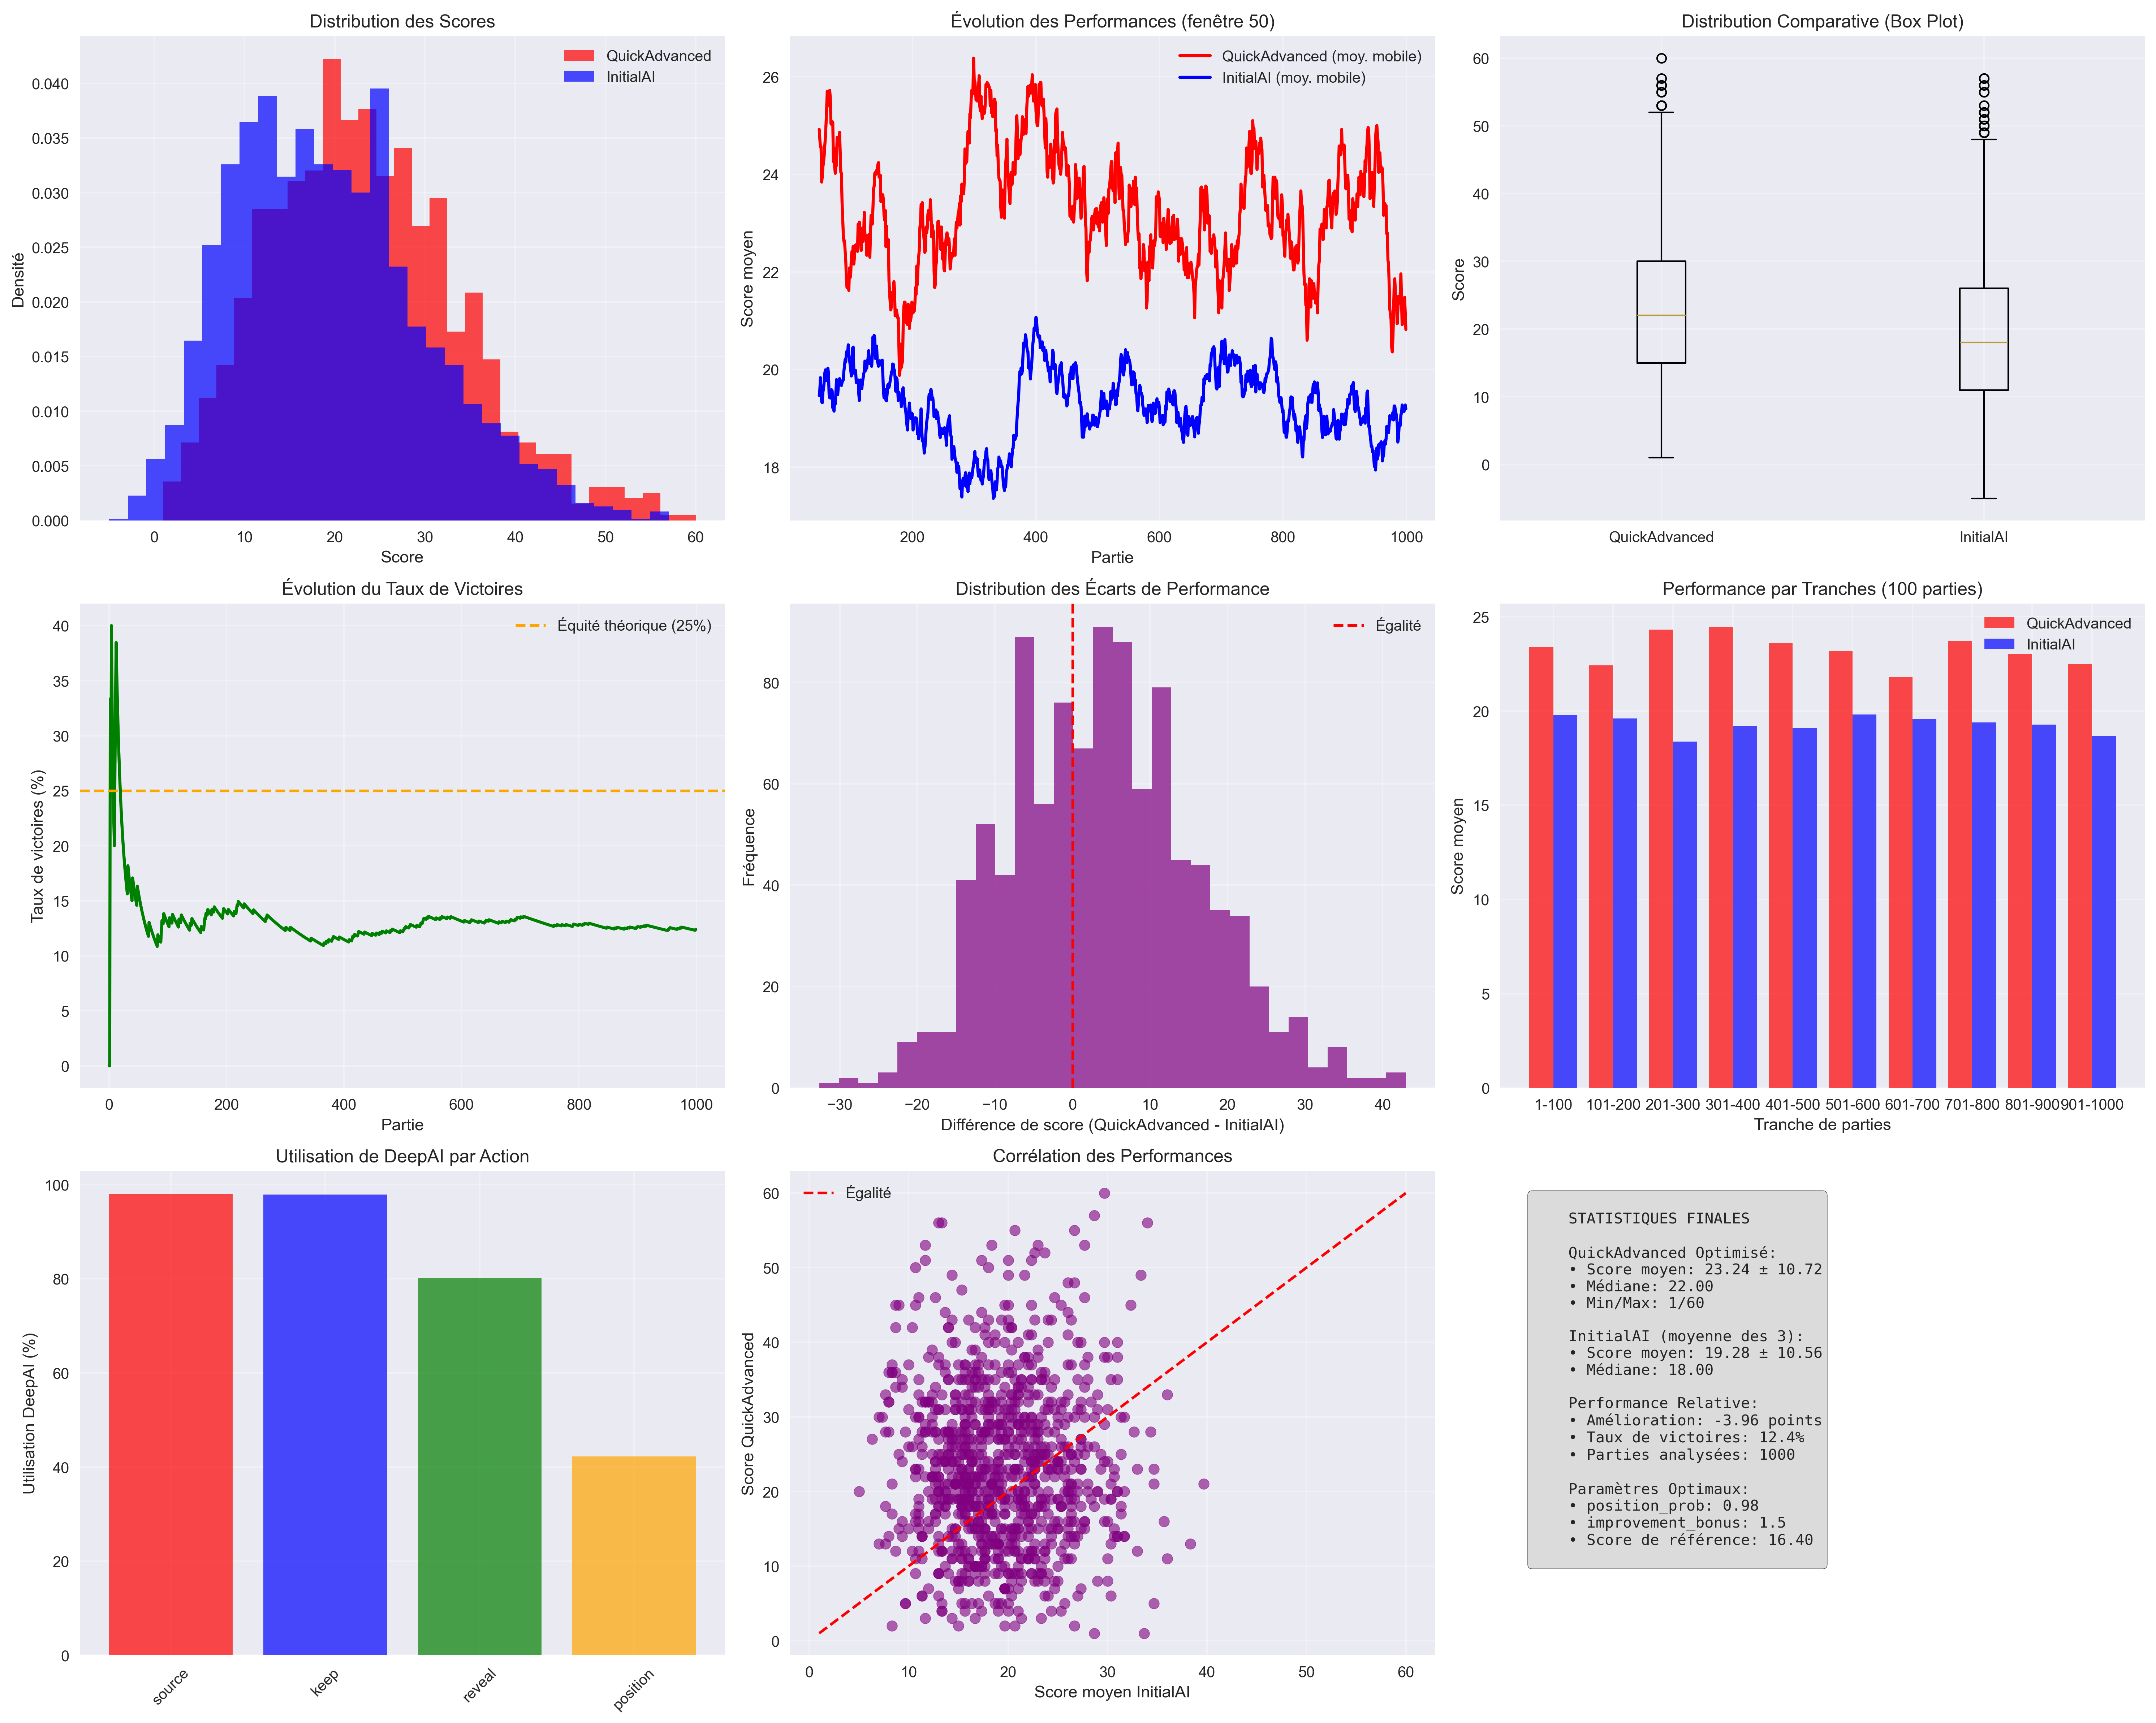 Distribution des Scores
QuickAdvanced
InitialAI
0.040
0.035
0.030
0.025
0.020
0.015
0.010
0.005
0.000
Densité
0 10 20 30 40 50 60
Score
Évolution des Performances (fenêtre 50)
QuickAdvanced (moy. mobile)
InitialAI (moy. mobile)
26
24
22
20
18
Score moyen
200 400 600 800 1000
Partie
Distribution Comparative (Box Plot)
60
50
40
30
20
10
0
Score
QuickAdvanced InitialAI
Évolution du Taux de Victoires
Équité théorique (25%)
40
35
30
25
20
15
10
5
0
Taux de victoires (%)
0 200 400 600 800 1000
Partie
Distribution des Écarts de Performance
Égalité
80
60
40
20
0
Fréquence
−30 −20 −10 0 10 20 30 40
Différence de score (QuickAdvanced - InitialAI)
Performance par Tranches (100 parties)
QuickAdvanced
InitialAI
25
20
15
10
5
0
Score moyen
1-100 101-200 201-300 301-400 401-500 501-600 601-700 701-800 801-900 901-1000
Tranche de parties
Utilisation de DeepAI par Action
100
80
60
40
20
0
Utilisation DeepAI (%)
source keep reveal position
Corrélation des Performances
Égalité
60
50
40
30
20
10
0
Score QuickAdvanced
0 10 20 30 40 50 60
Score moyen InitialAI
STATISTIQUES FINALES
QuickAdvanced Optimisé:
• Score moyen: 23.24 ± 10.72
• Médiane: 22.00
• Min/Max: 1/60
InitialAI (moyenne des 3):
• Score moyen: 19.28 ± 10.56
• Médiane: 18.00
Performance Relative:
• Amélioration: -3.96 points
• Taux de victoires: 12.4%
• Parties analysées: 1000
Paramètres Optimaux:
• position_prob: 0.98
• improvement_bonus: 1.5
• Score de référence: 16.40